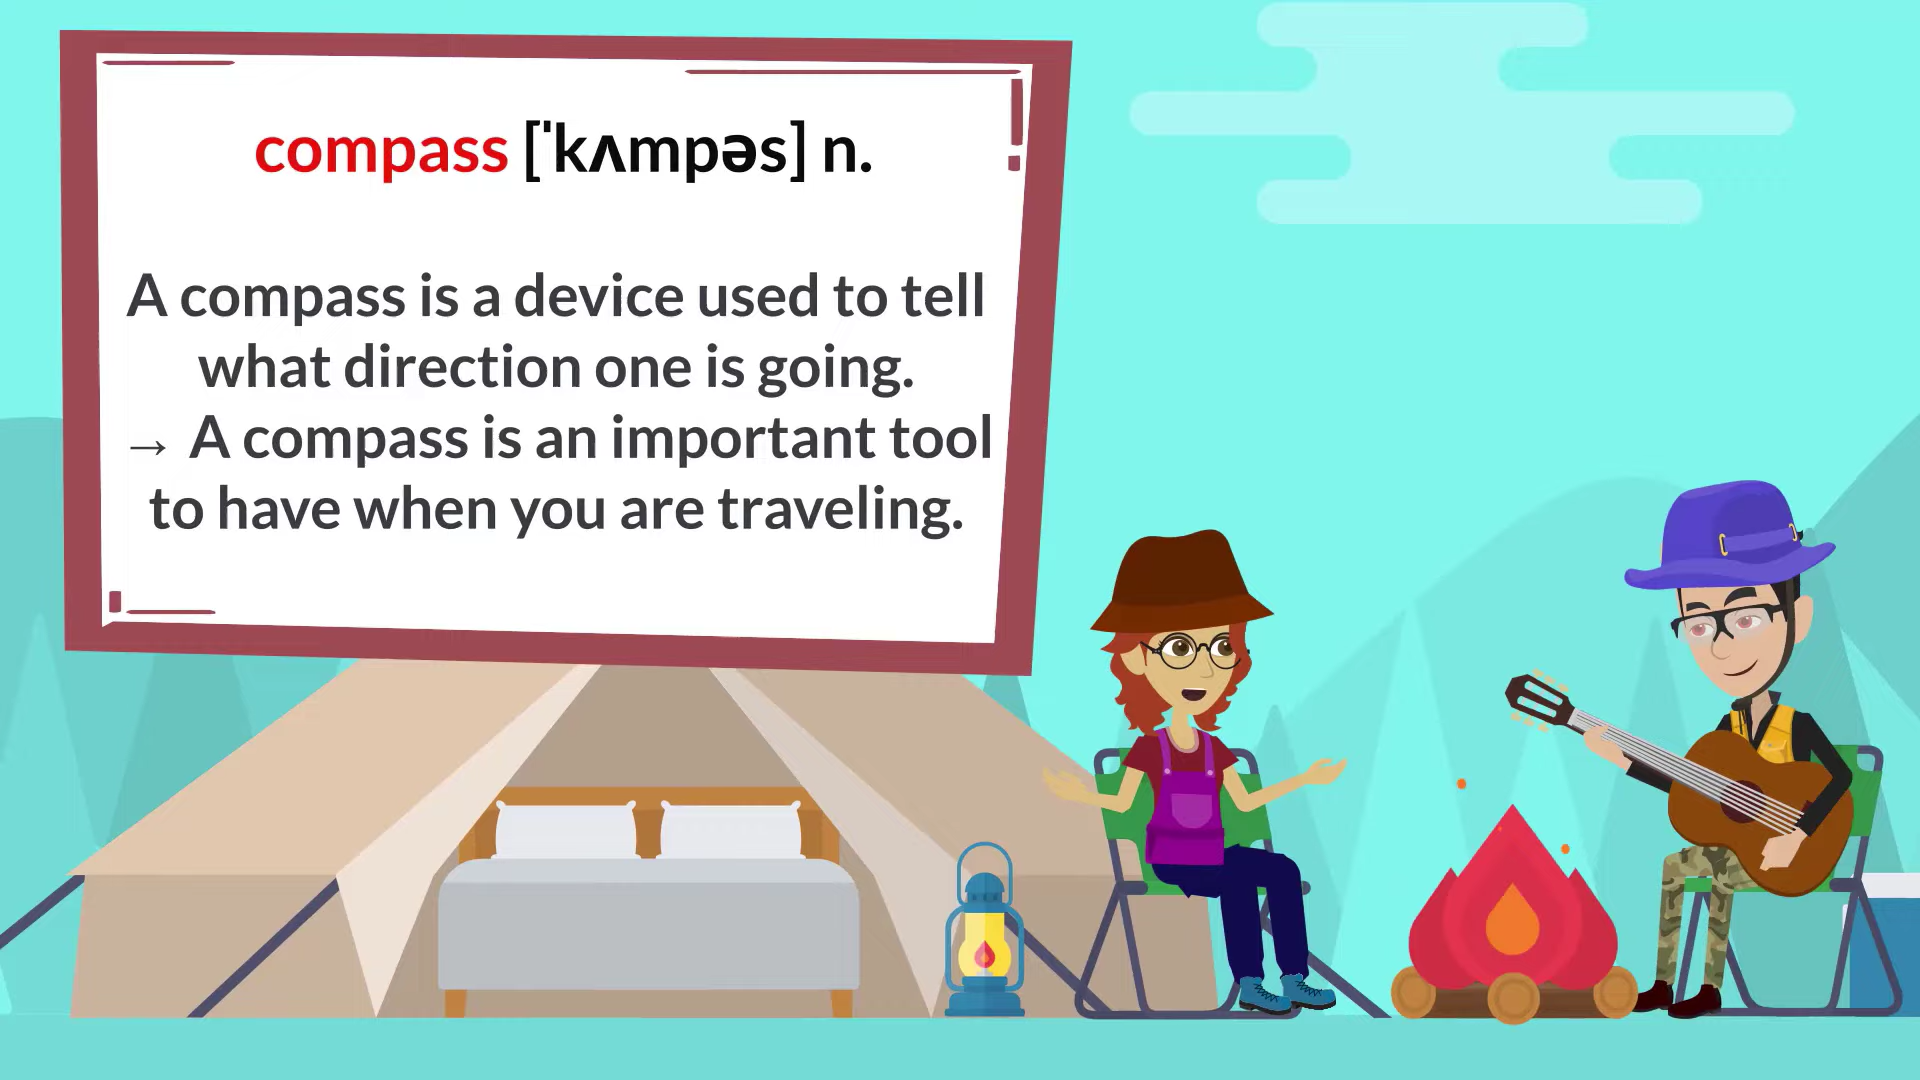 compass [ˈkʌmpəs] n.
A compass is a device used to tell
what direction one is going.
→ A compass is an important tool
to have when you are traveling.